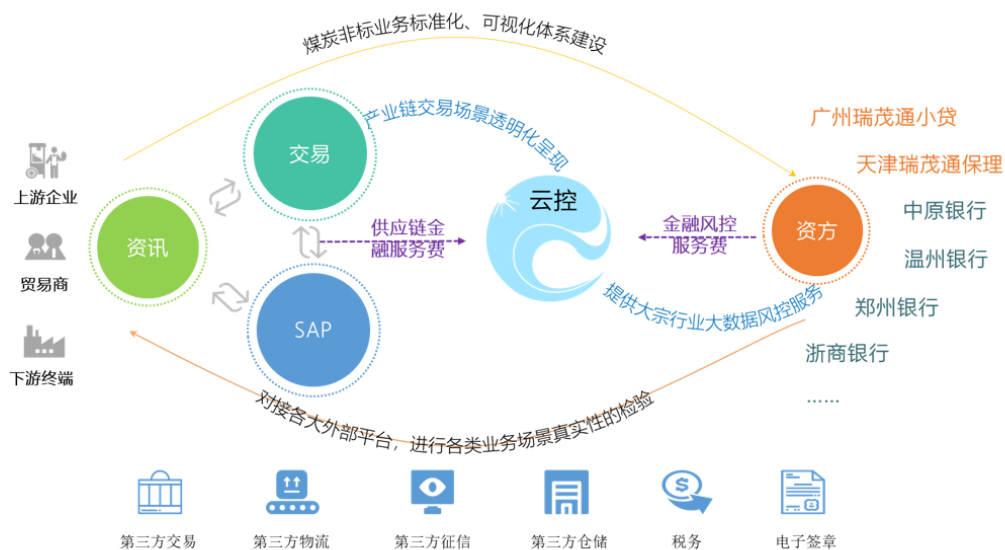 煤炭非标业务标准化、可视化体系建设
产业链交易场景透明化呈现
广州瑞茂通小贷
天津瑞茂通保理
中原银行
温州银行
郑州银行
浙商银行
......
上游企业
贸易商
下游终端
资讯
交易
SAP
供应链金
融服务费
云控
金融风控
服务费
资方
提供大宗行业大数据风控服务
对接各大外部平台，进行各类业务场景真实性的检验
第三方交易
第三方物流
第三方征信
第三方仓储
税务
电子签章